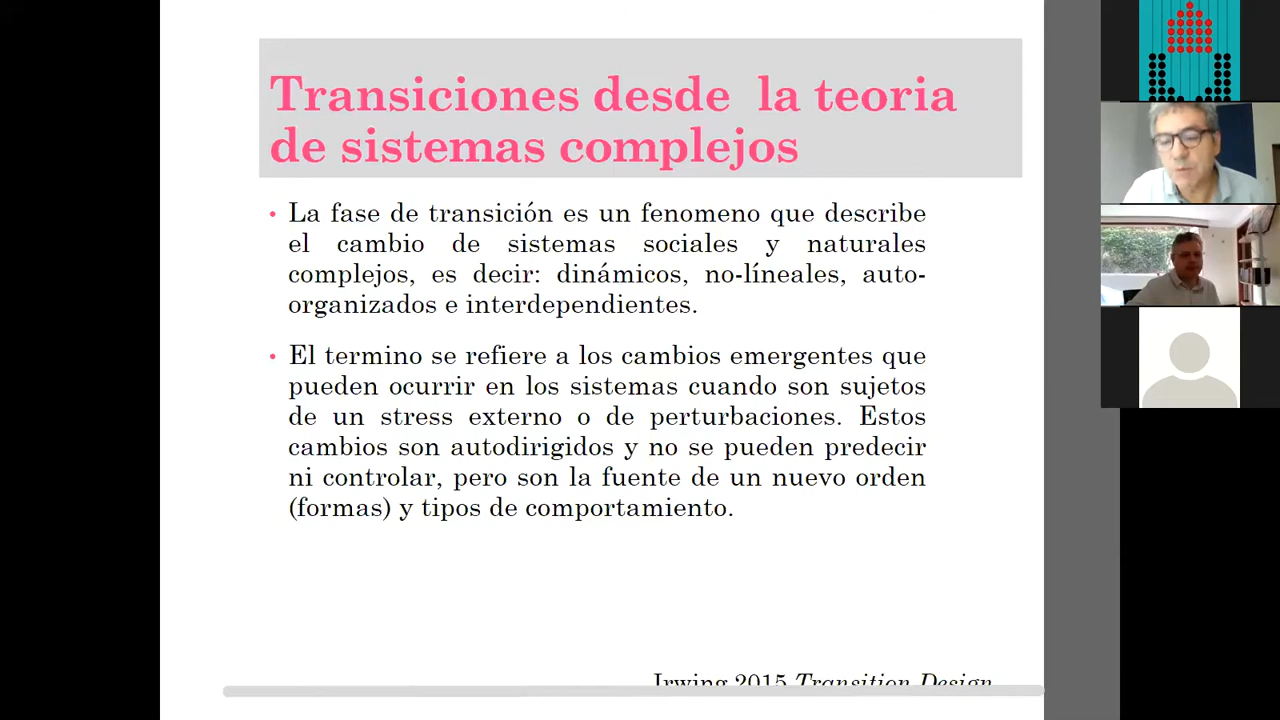 Transiciones desde la teoria
de sistemas complejos
• La fase de transición es un fenomeno que describe
el cambio de sistemas sociales y naturales
complejos, es decir: dinámicos, no-líneales, auto-
organizados e interdependientes.
• El termino se refiere a los cambios emergentes que
pueden ocurrir en los sistemas cuando son sujetos
de un stress externo o de perturbaciones. Estos
cambios son autodirigidos y no se pueden predecir
ni controlar, pero son la fuente de un nuevo orden
(formas) y tipos de comportamiento.
Irwing 2015 Transition Design